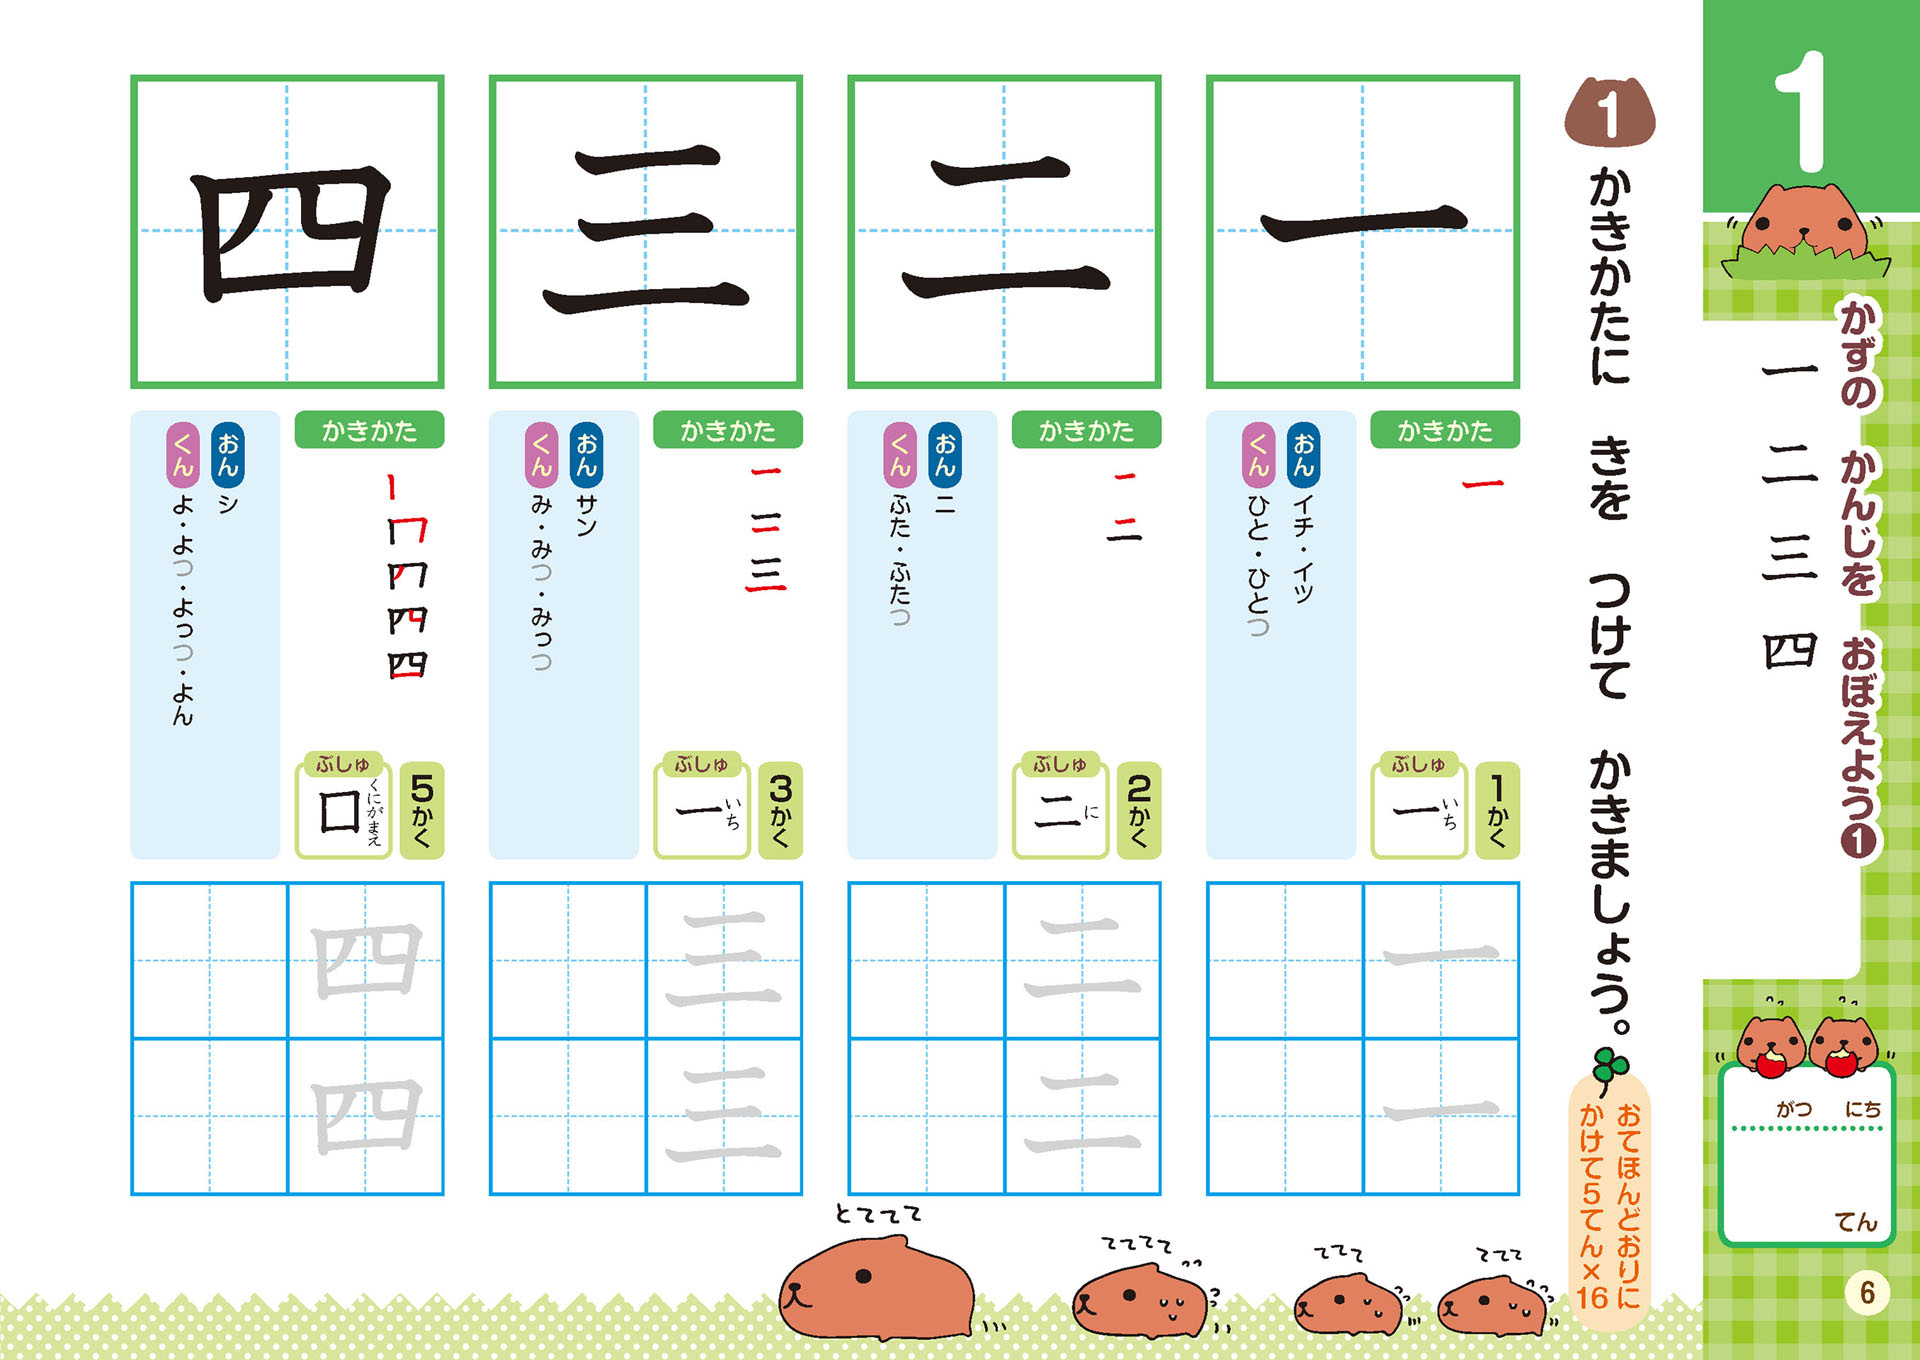 1
かずの かんじを おぼえよう❶
一 二 三 四
がつ にち
てん
6
1 かきかたに きを つけて かきましょう。
おてほんどおりに
かけて5てん×16
一
かきかた
一
1かく
ぶしゅ
一 いち
おん イチ・イツ
くん ひと・ひとつ
一
一
二
かきかた
一
二
2かく
ぶしゅ
二 に
おん ニ
くん ふた・ふたつ
二
二
三
かきかた
一
二
三
3かく
ぶしゅ
一 いち
おん サン
くん み・みつ・みっつ
三
三
四
かきかた
丨
冂
四
5かく
ぶしゅ
囗 くにがまえ
おん シ
くん よ・よつ・よっつ・よん
四
四
とててて
てててて
ててて
ててて